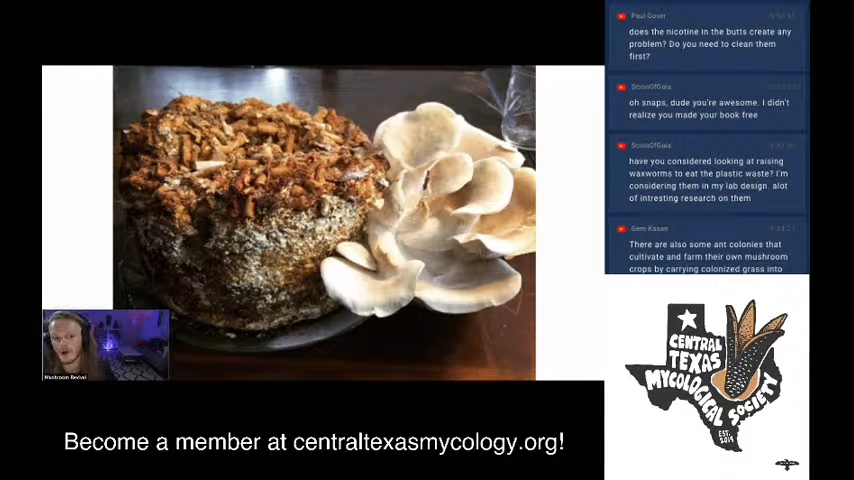 Paul Gover
does the nicotine in the butts create any
problem? Do you need to clean them
first?
ScionOfGaia
oh snaps, dude you're awesome. I didn't
realize you made your book free
ScionOfGaia
have you considered looking at raising
waxworms to eat the plastic waste? I'm
considering them in my lab design. alot
of intresting research on them
Gem Kosan
There are also some ant colonies that
cultivate and farm their own mushroom
crops by carrying colonized grass into
Mushroom Revival
CENTRAL
TEXAS
MYCOLOGICAL SOCIETY
EST.
2019
Become a member at centraltexasmycology.org!